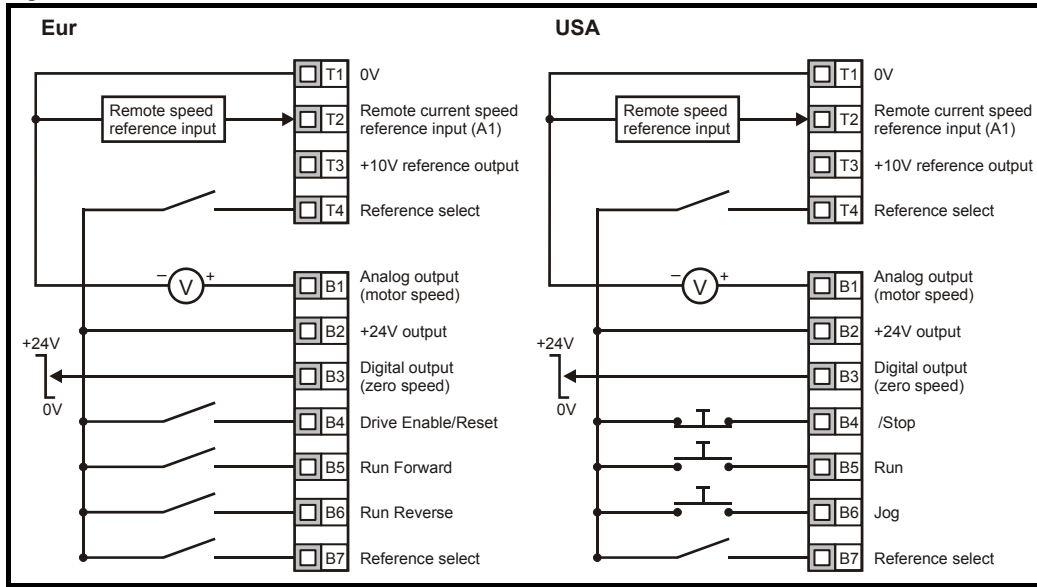 Eur
T1 0V
Remote speed
reference input
T2 Remote current speed
reference input (A1)
T3 +10V reference output
T4 Reference select
− V +
B1 Analog output
(motor speed)
B2 +24V output
+24V
0V
B3 Digital output
(zero speed)
B4 Drive Enable/Reset
B5 Run Forward
B6 Run Reverse
B7 Reference select
USA
T1 0V
Remote speed
reference input
T2 Remote current speed
reference input (A1)
T3 +10V reference output
T4 Reference select
− V +
B1 Analog output
(motor speed)
B2 +24V output
+24V
0V
B3 Digital output
(zero speed)
B4 /Stop
B5 Run
B6 Jog
B7 Reference select